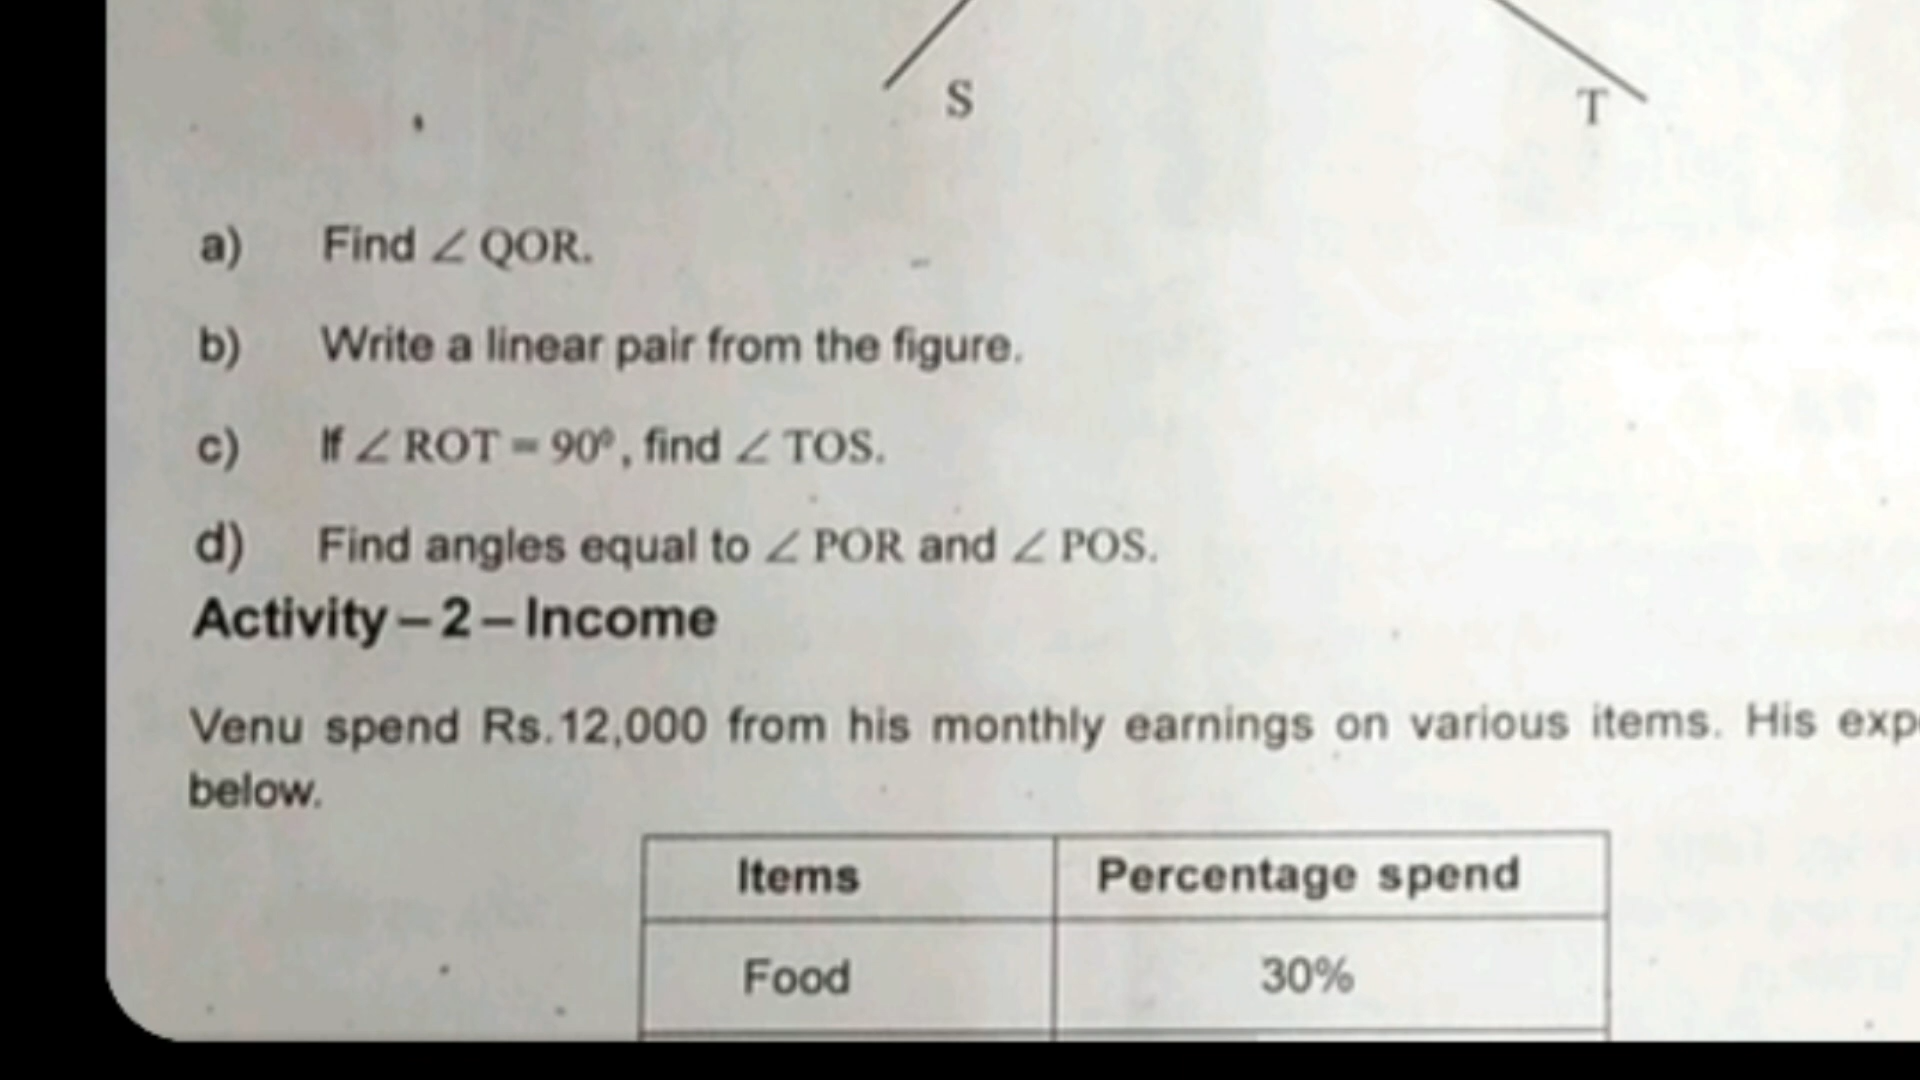 S
T
a) Find ∠ QOR.
b) Write a linear pair from the figure.
c) If ∠ ROT = 90⁰, find ∠ TOS.
d) Find angles equal to ∠ POR and ∠ POS.
Activity – 2 – Income
Venu spend Rs.12,000 from his monthly earnings on various items. His
below.
Items Percentage spend
Food 30%